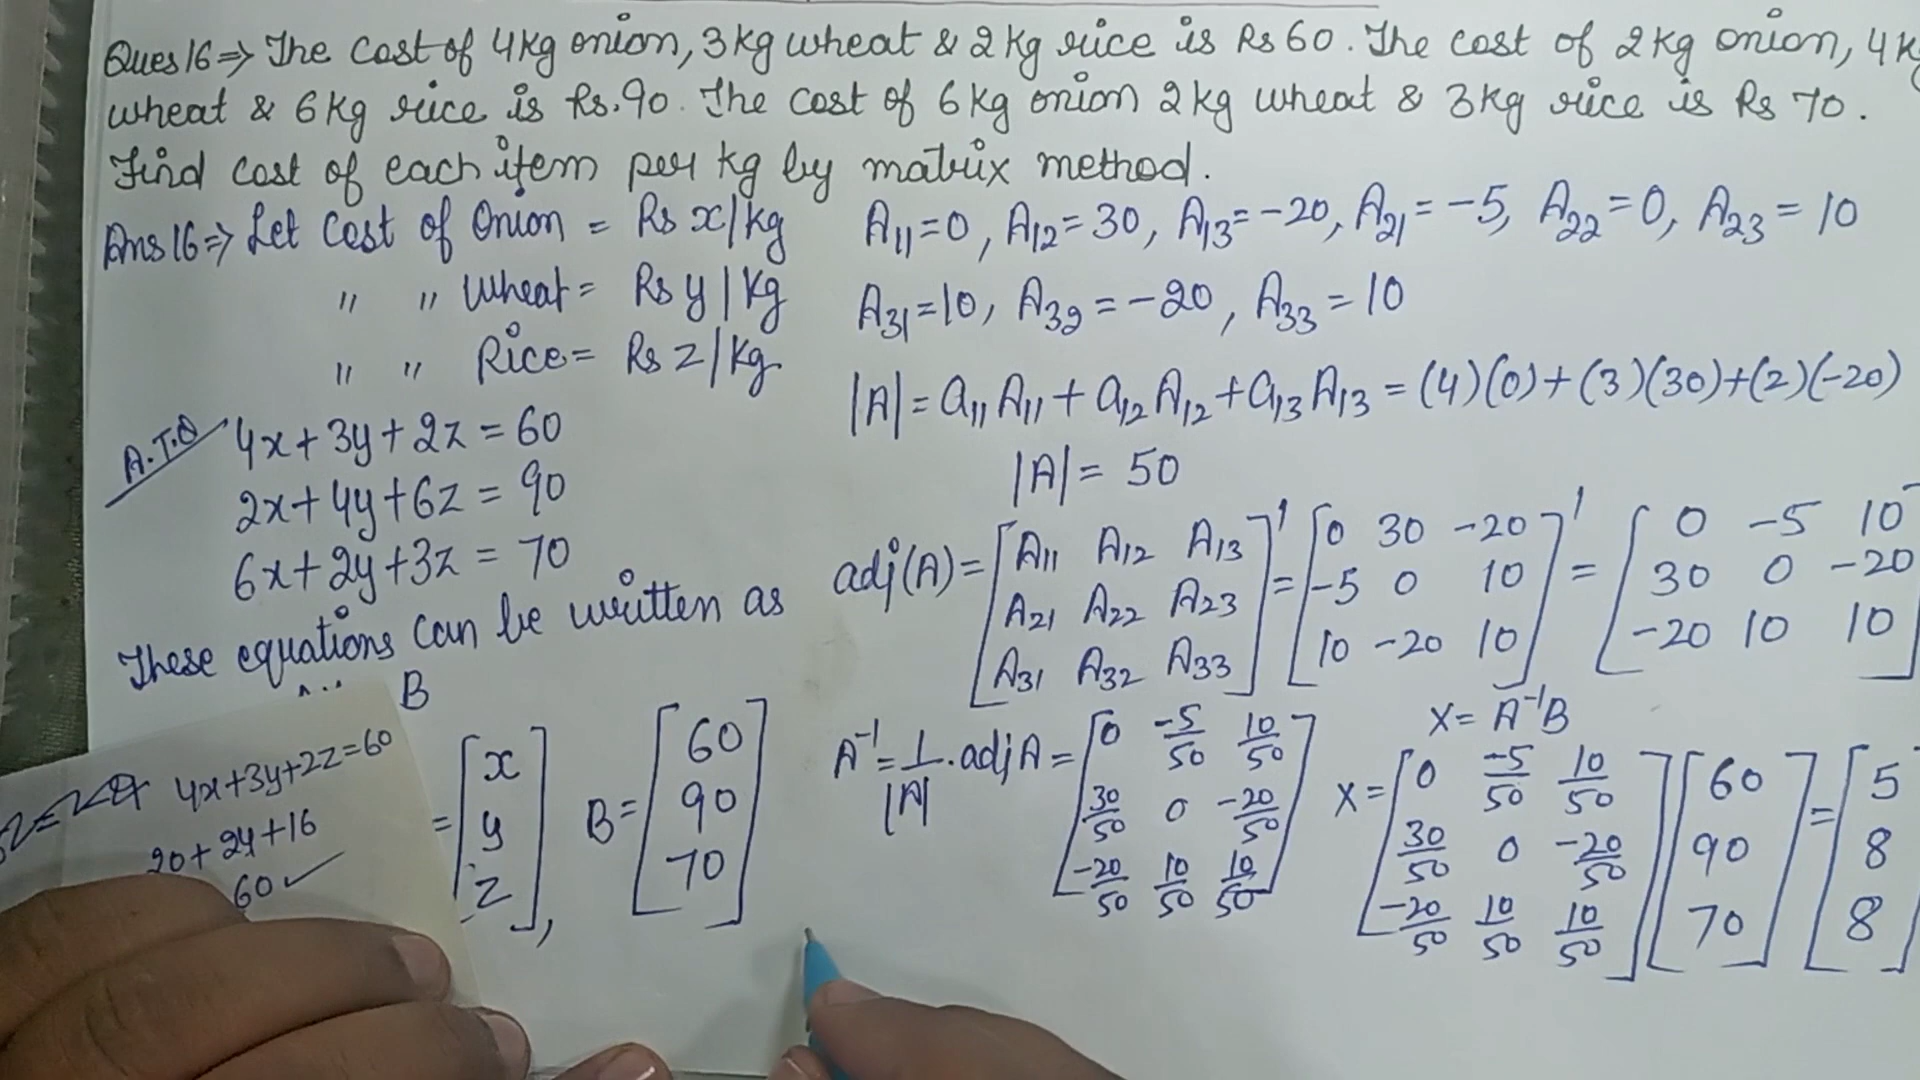 Ques 16⇒ The cost of 4kg onion, 3kg wheat & 2kg rice is Rs 60. The cost of 2kg onion, 4k
wheat & 6kg rice is Rs.90. The cost of 6kg onion 2kg wheat & 3kg rice is Rs 70.
Find cost of each item per kg by matrix method.
Ans 16⇒ Let Cost of Onion = Rs x/kg
" " Wheat = Rs y/kg
" " Rice = Rs z/kg.
A.T.Q 4x+3y+2z = 60
2x+4y+6z = 90
6x+2y+3z = 70
These equations can be written as
B
= [x y z], B = [60 90 70]
4x+3y+2z=60
20+24+16
60✓
A₁₁=0, A₁₂=30, A₁₃=-20, A₂₁=-5, A₂₂=0, A₂₃=10
A₃₁=10, A₃₂=-20, A₃₃=10
|A| = a₁₁A₁₁ + a₁₂A₁₂ + a₁₃A₁₃ = (4)(0)+(3)(30)+(2)(-20)
|A| = 50
adj(A) = [A₁₁ A₁₂ A₁₃; A₂₁ A₂₂ A₂₃; A₃₁ A₃₂ A₃₃]' = [0 30 -20; -5 0 10; 10 -20 10]' = [0 -5 10; 30 0 -20; -20 10 10]
A⁻¹ = 1/|A| . adj A = [0 -5/50 10/50; 30/50 0 -20/50; -20/50 10/50 10/50]
X = A⁻¹B
X = [0 -5/50 10/50; 30/50 0 -20/50; -20/50 10/50 10/50] [60 90 70] = [5 8 8]